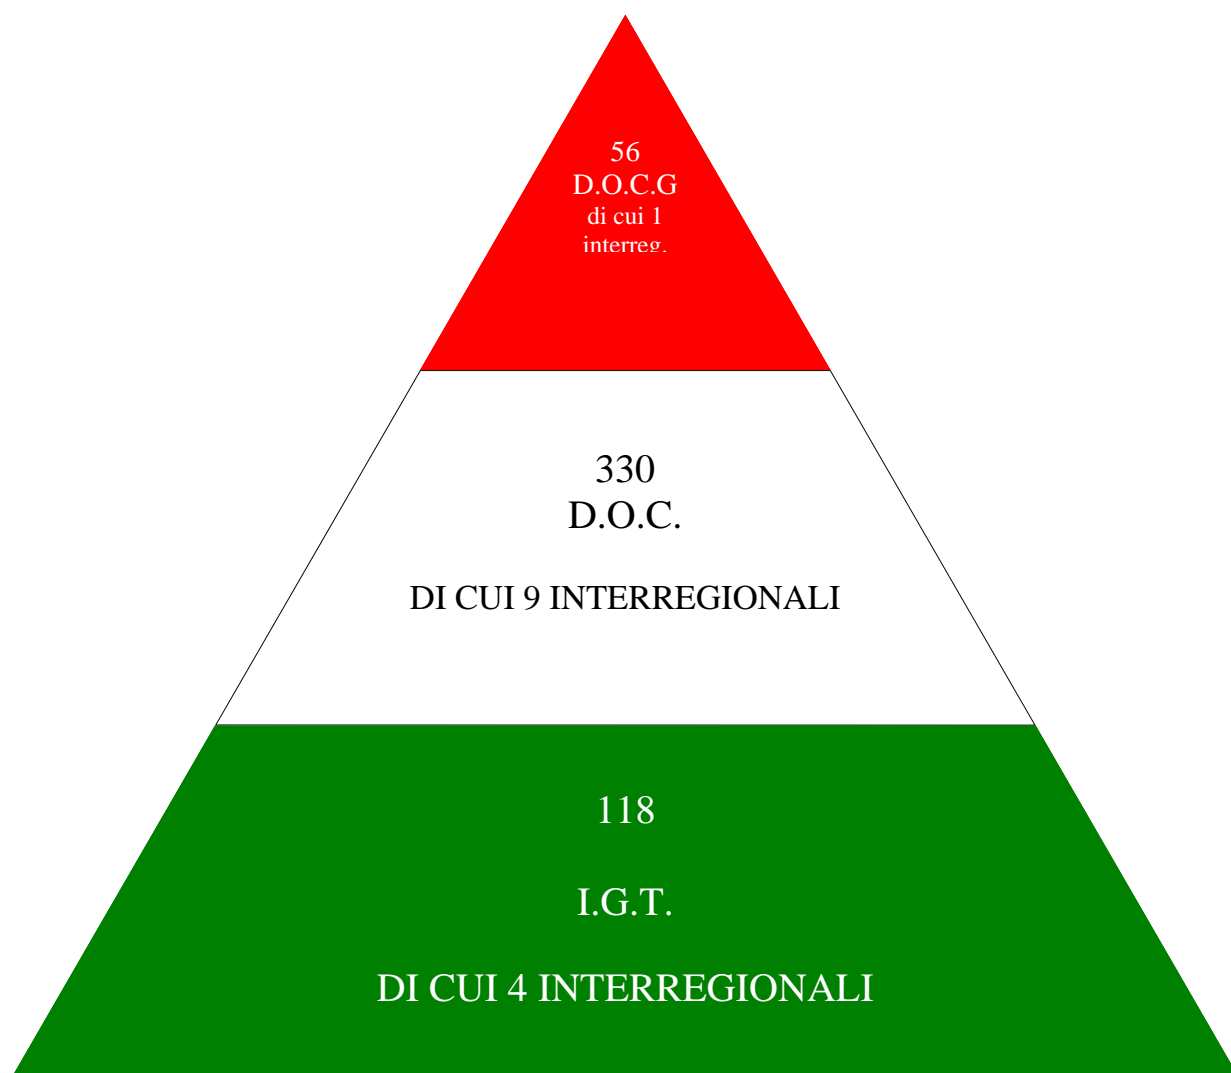 56
D.O.C.G
di cui 1
interreg.
330
D.O.C.
DI CUI 9 INTERREGIONALI
118
I.G.T.
DI CUI 4 INTERREGIONALI